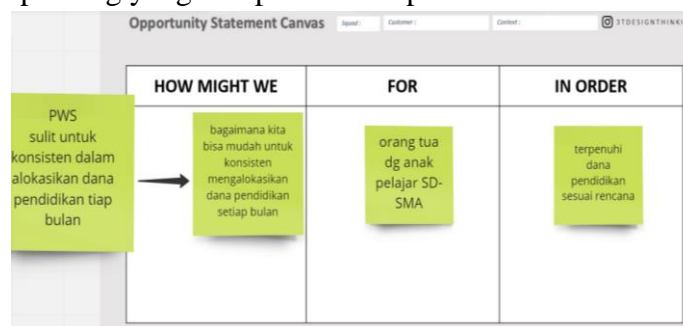 Opportunity Statement Canvas
Squad :
Customer :
Context :
3TDESIGNTHINKI
HOW MIGHT WE
FOR
IN ORDER
PWS
sulit untuk
konsisten dalam
alokasikan dana
pendidikan tiap
bulan
bagaimana kita
bisa mudah untuk
konsisten
mengalokasikan
dana pendidikan
setiap bulan
orang tua
dg anak
pelajar SD-
SMA
terpenuhi
dana
pendidikan
sesuai rencana